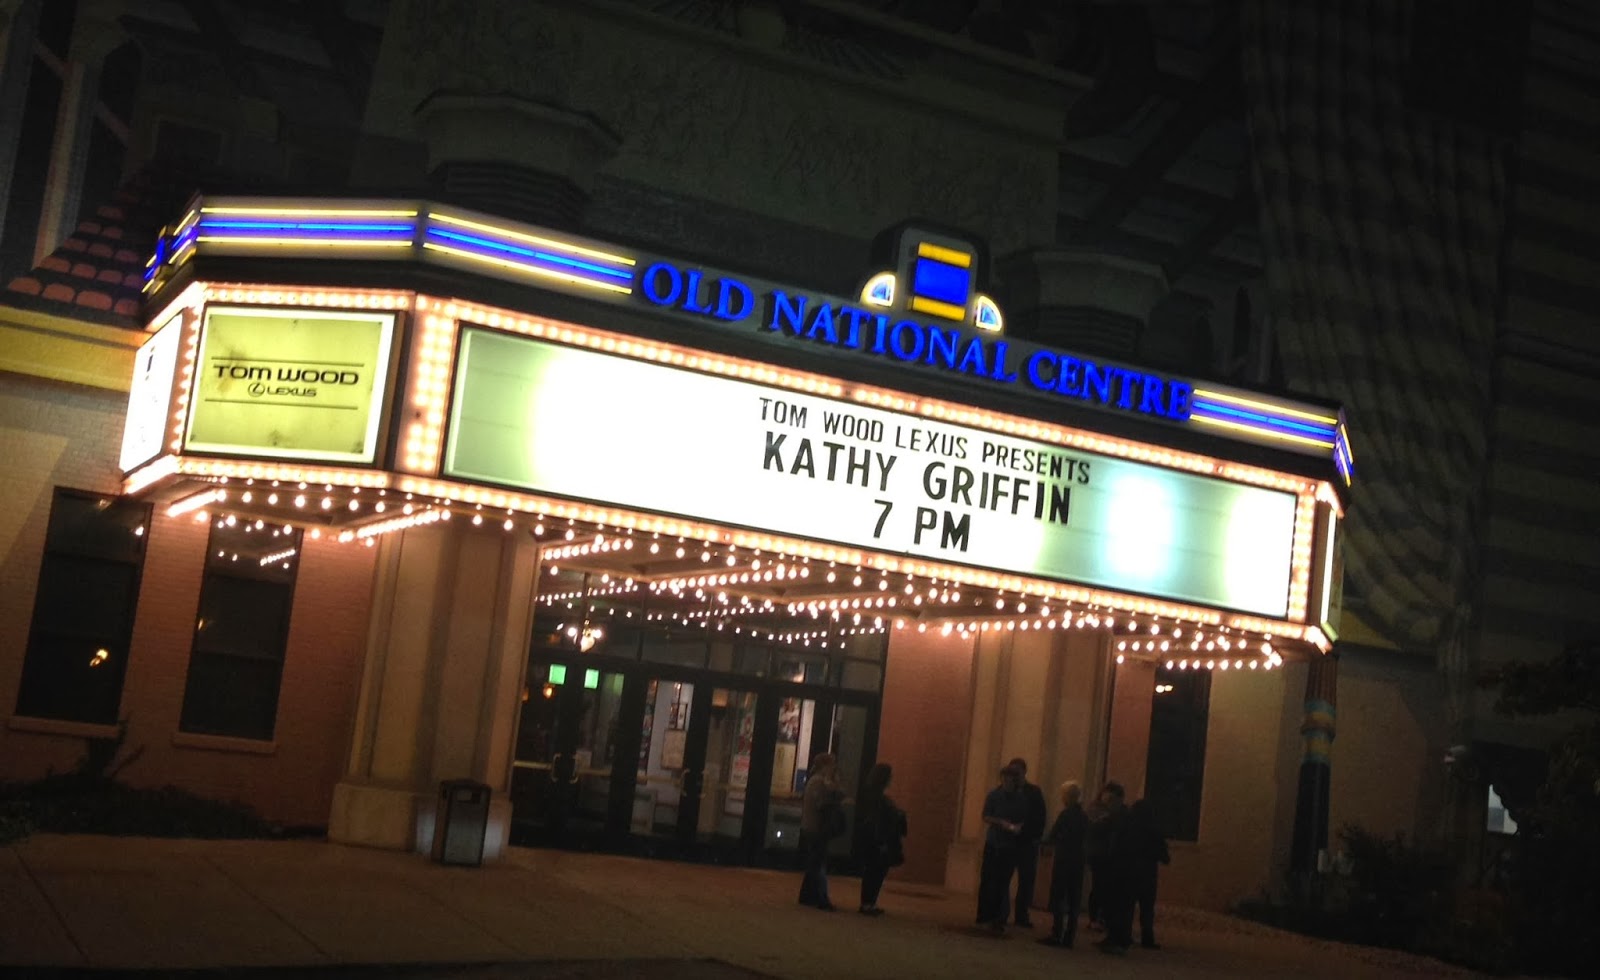 OLD NATIONAL CENTRE
TOM WOOD
LEXUS
TOM WOOD LEXUS PRESENTS
KATHY GRIFFIN
7 PM